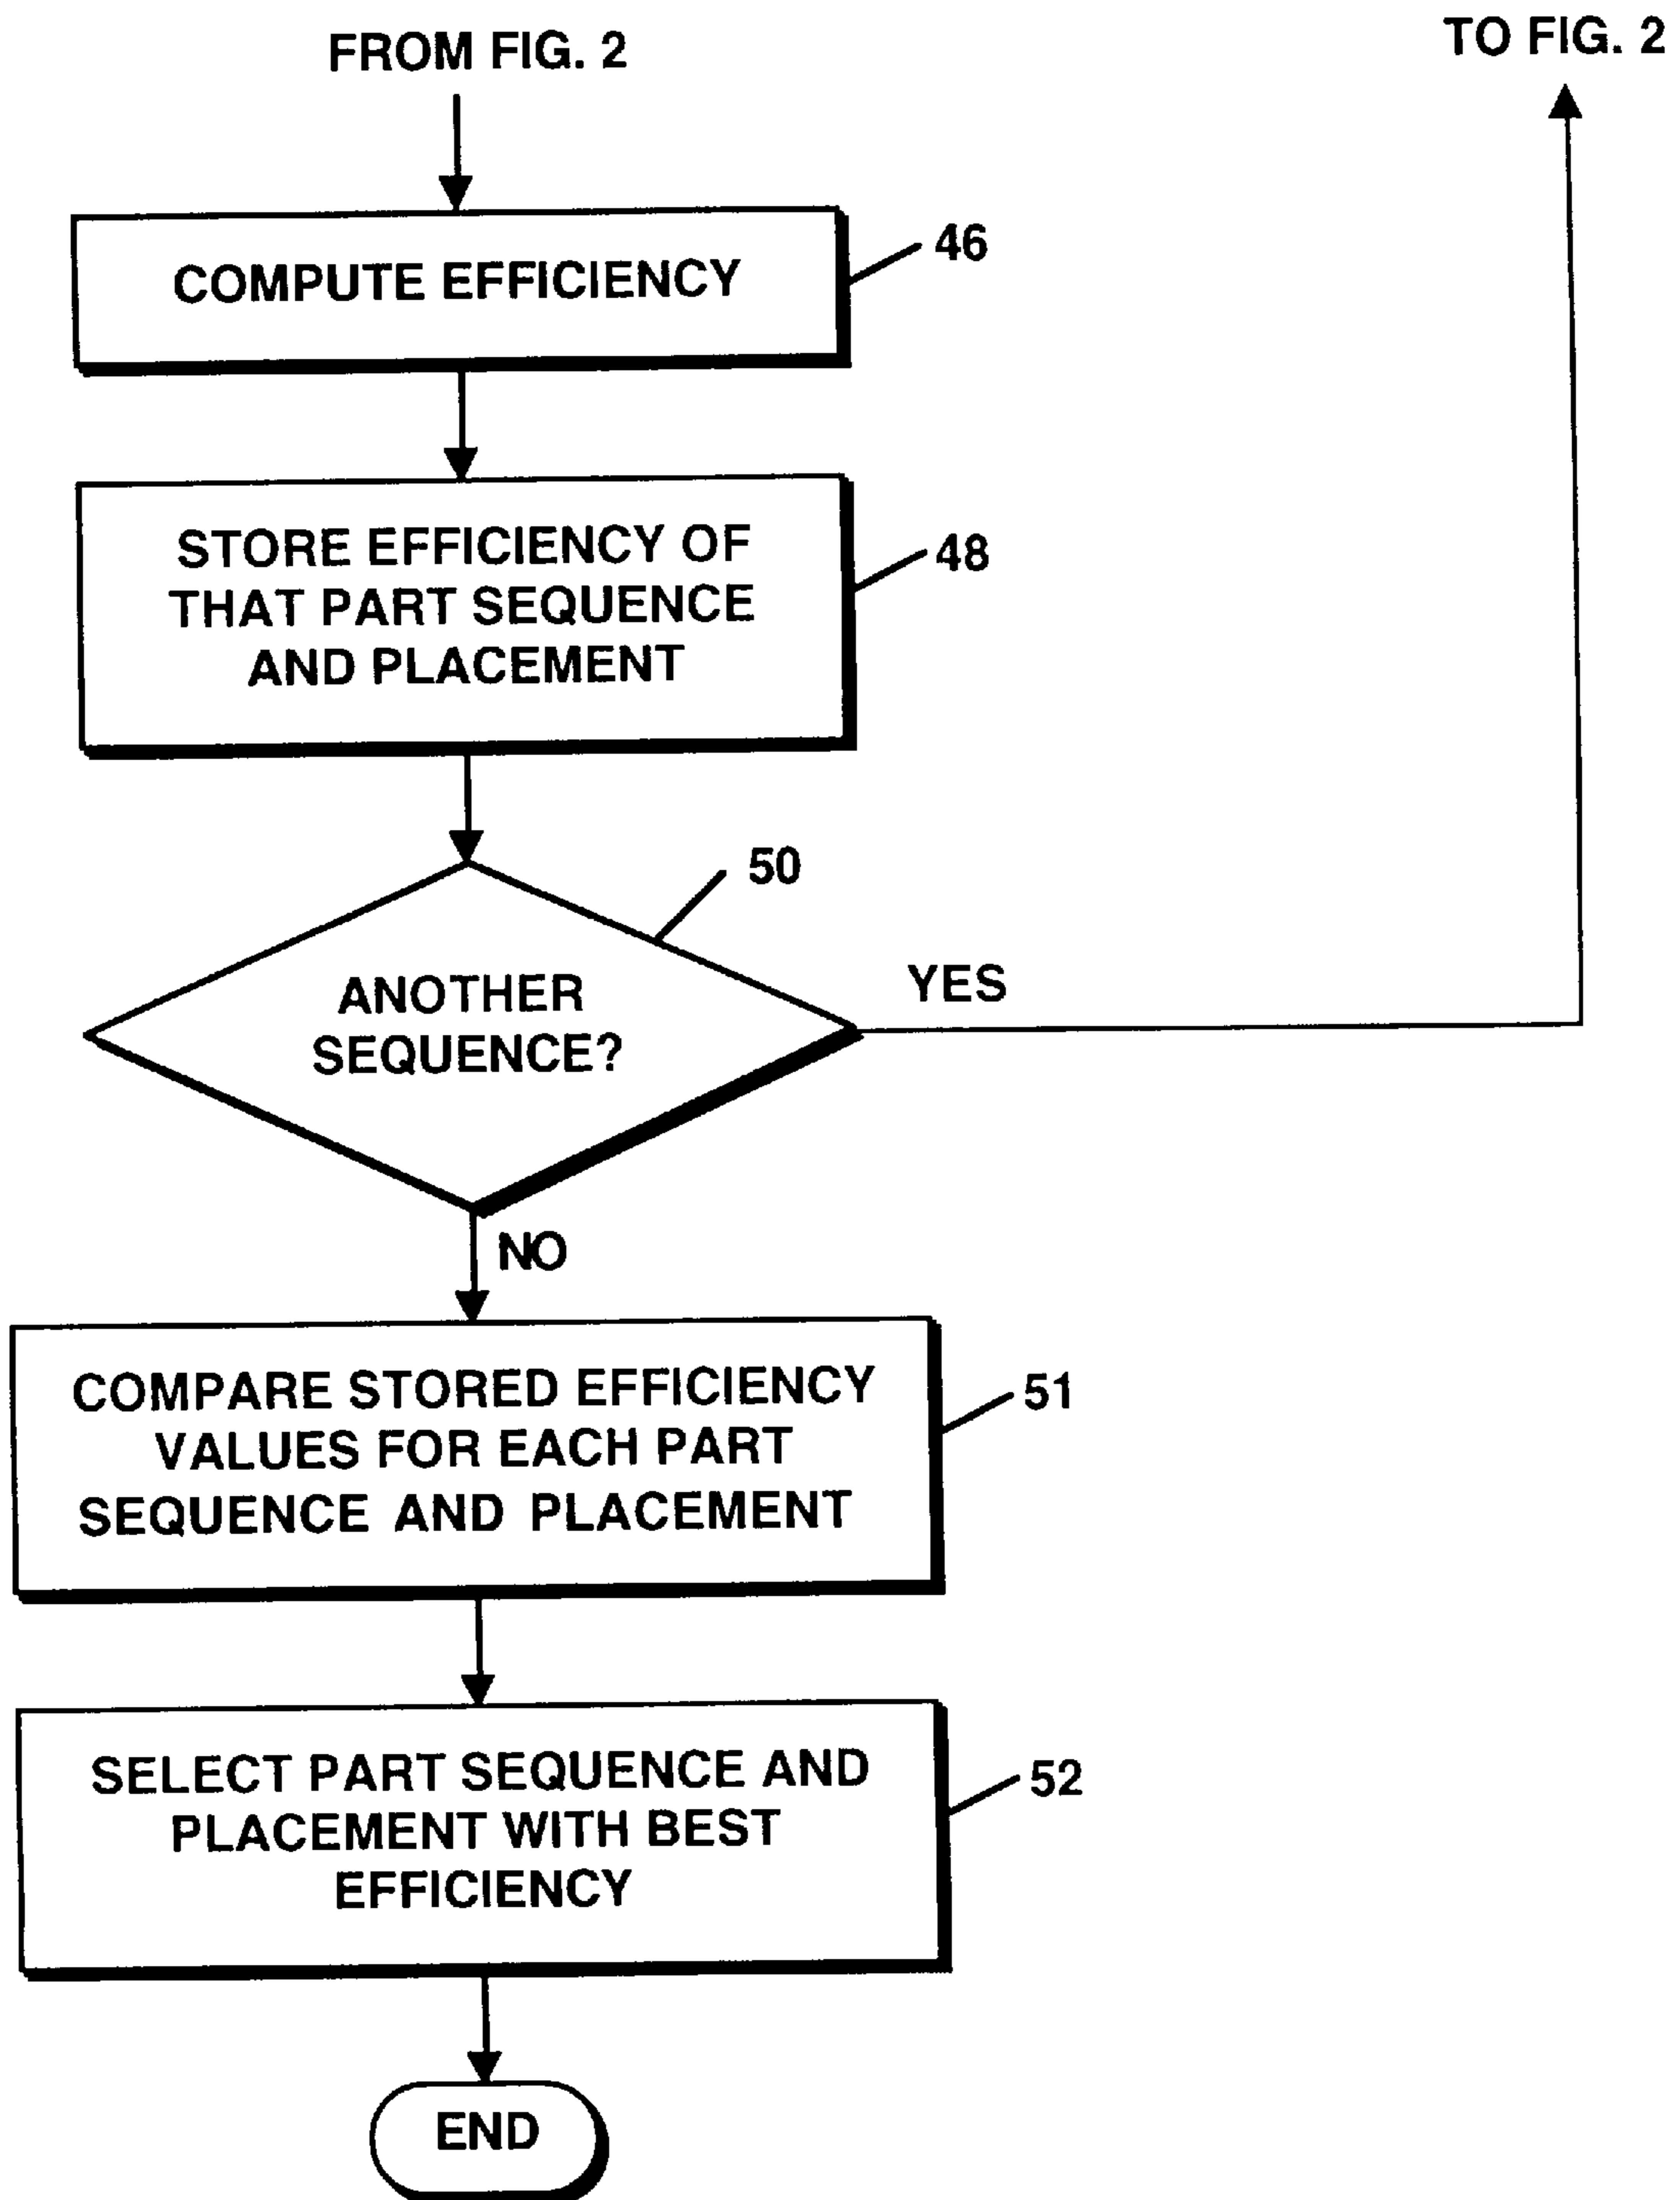 FROM FIG. 2
TO FIG. 2
COMPUTE EFFICIENCY
46
STORE EFFICIENCY OF
THAT PART SEQUENCE
AND PLACEMENT
48
50
ANOTHER
SEQUENCE?
YES
NO
COMPARE STORED EFFICIENCY
VALUES FOR EACH PART
SEQUENCE AND PLACEMENT
51
SELECT PART SEQUENCE AND
PLACEMENT WITH BEST
EFFICIENCY
52
END